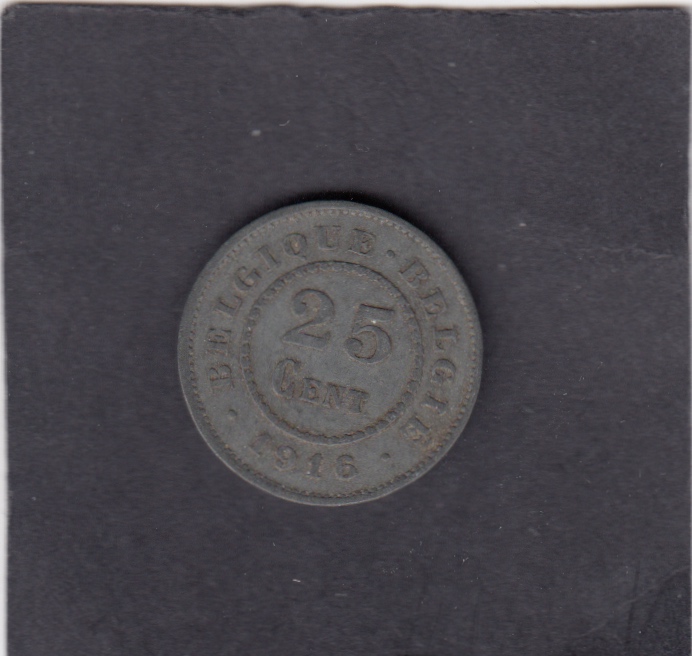 BELGIQUE · BELGIE
25
CENT
· 1916 ·